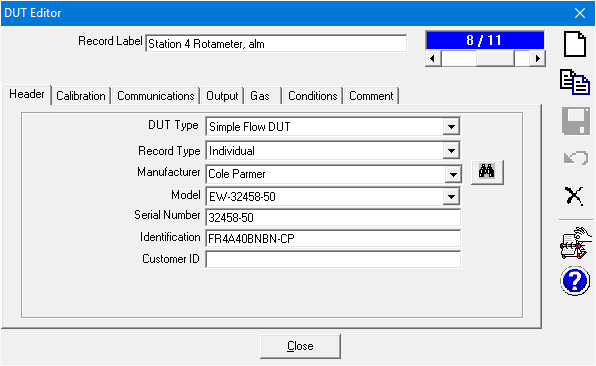 DUT Editor
Record Label Station 4 Rotameter, alm 8 / 11
Header Calibration Communications Output Gas Conditions Comment
DUT Type Simple Flow DUT
Record Type Individual
Manufacturer Cole Parmer
Model EW-32458-50
Serial Number 32458-50
Identification FR4A40BNBN-CP
Customer ID
Close